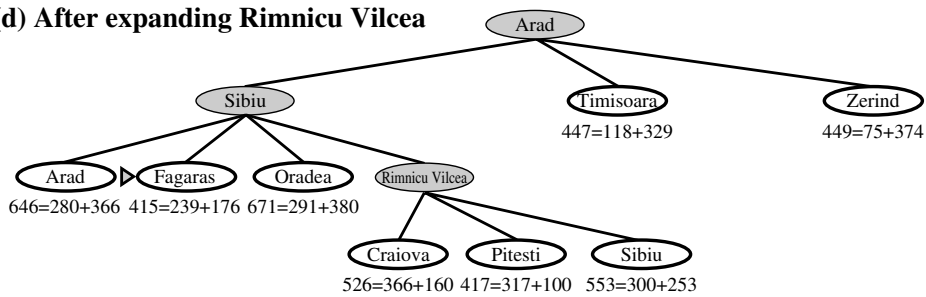 (d) After expanding Rimnicu Vilcea
Arad
Sibiu
Timisoara
Zerind
447=118+329
449=75+374
Arad
Fagaras
Oradea
Rimnicu Vilcea
646=280+366
415=239+176
671=291+380
Craiova
Pitesti
Sibiu
526=366+160
417=317+100
553=300+253